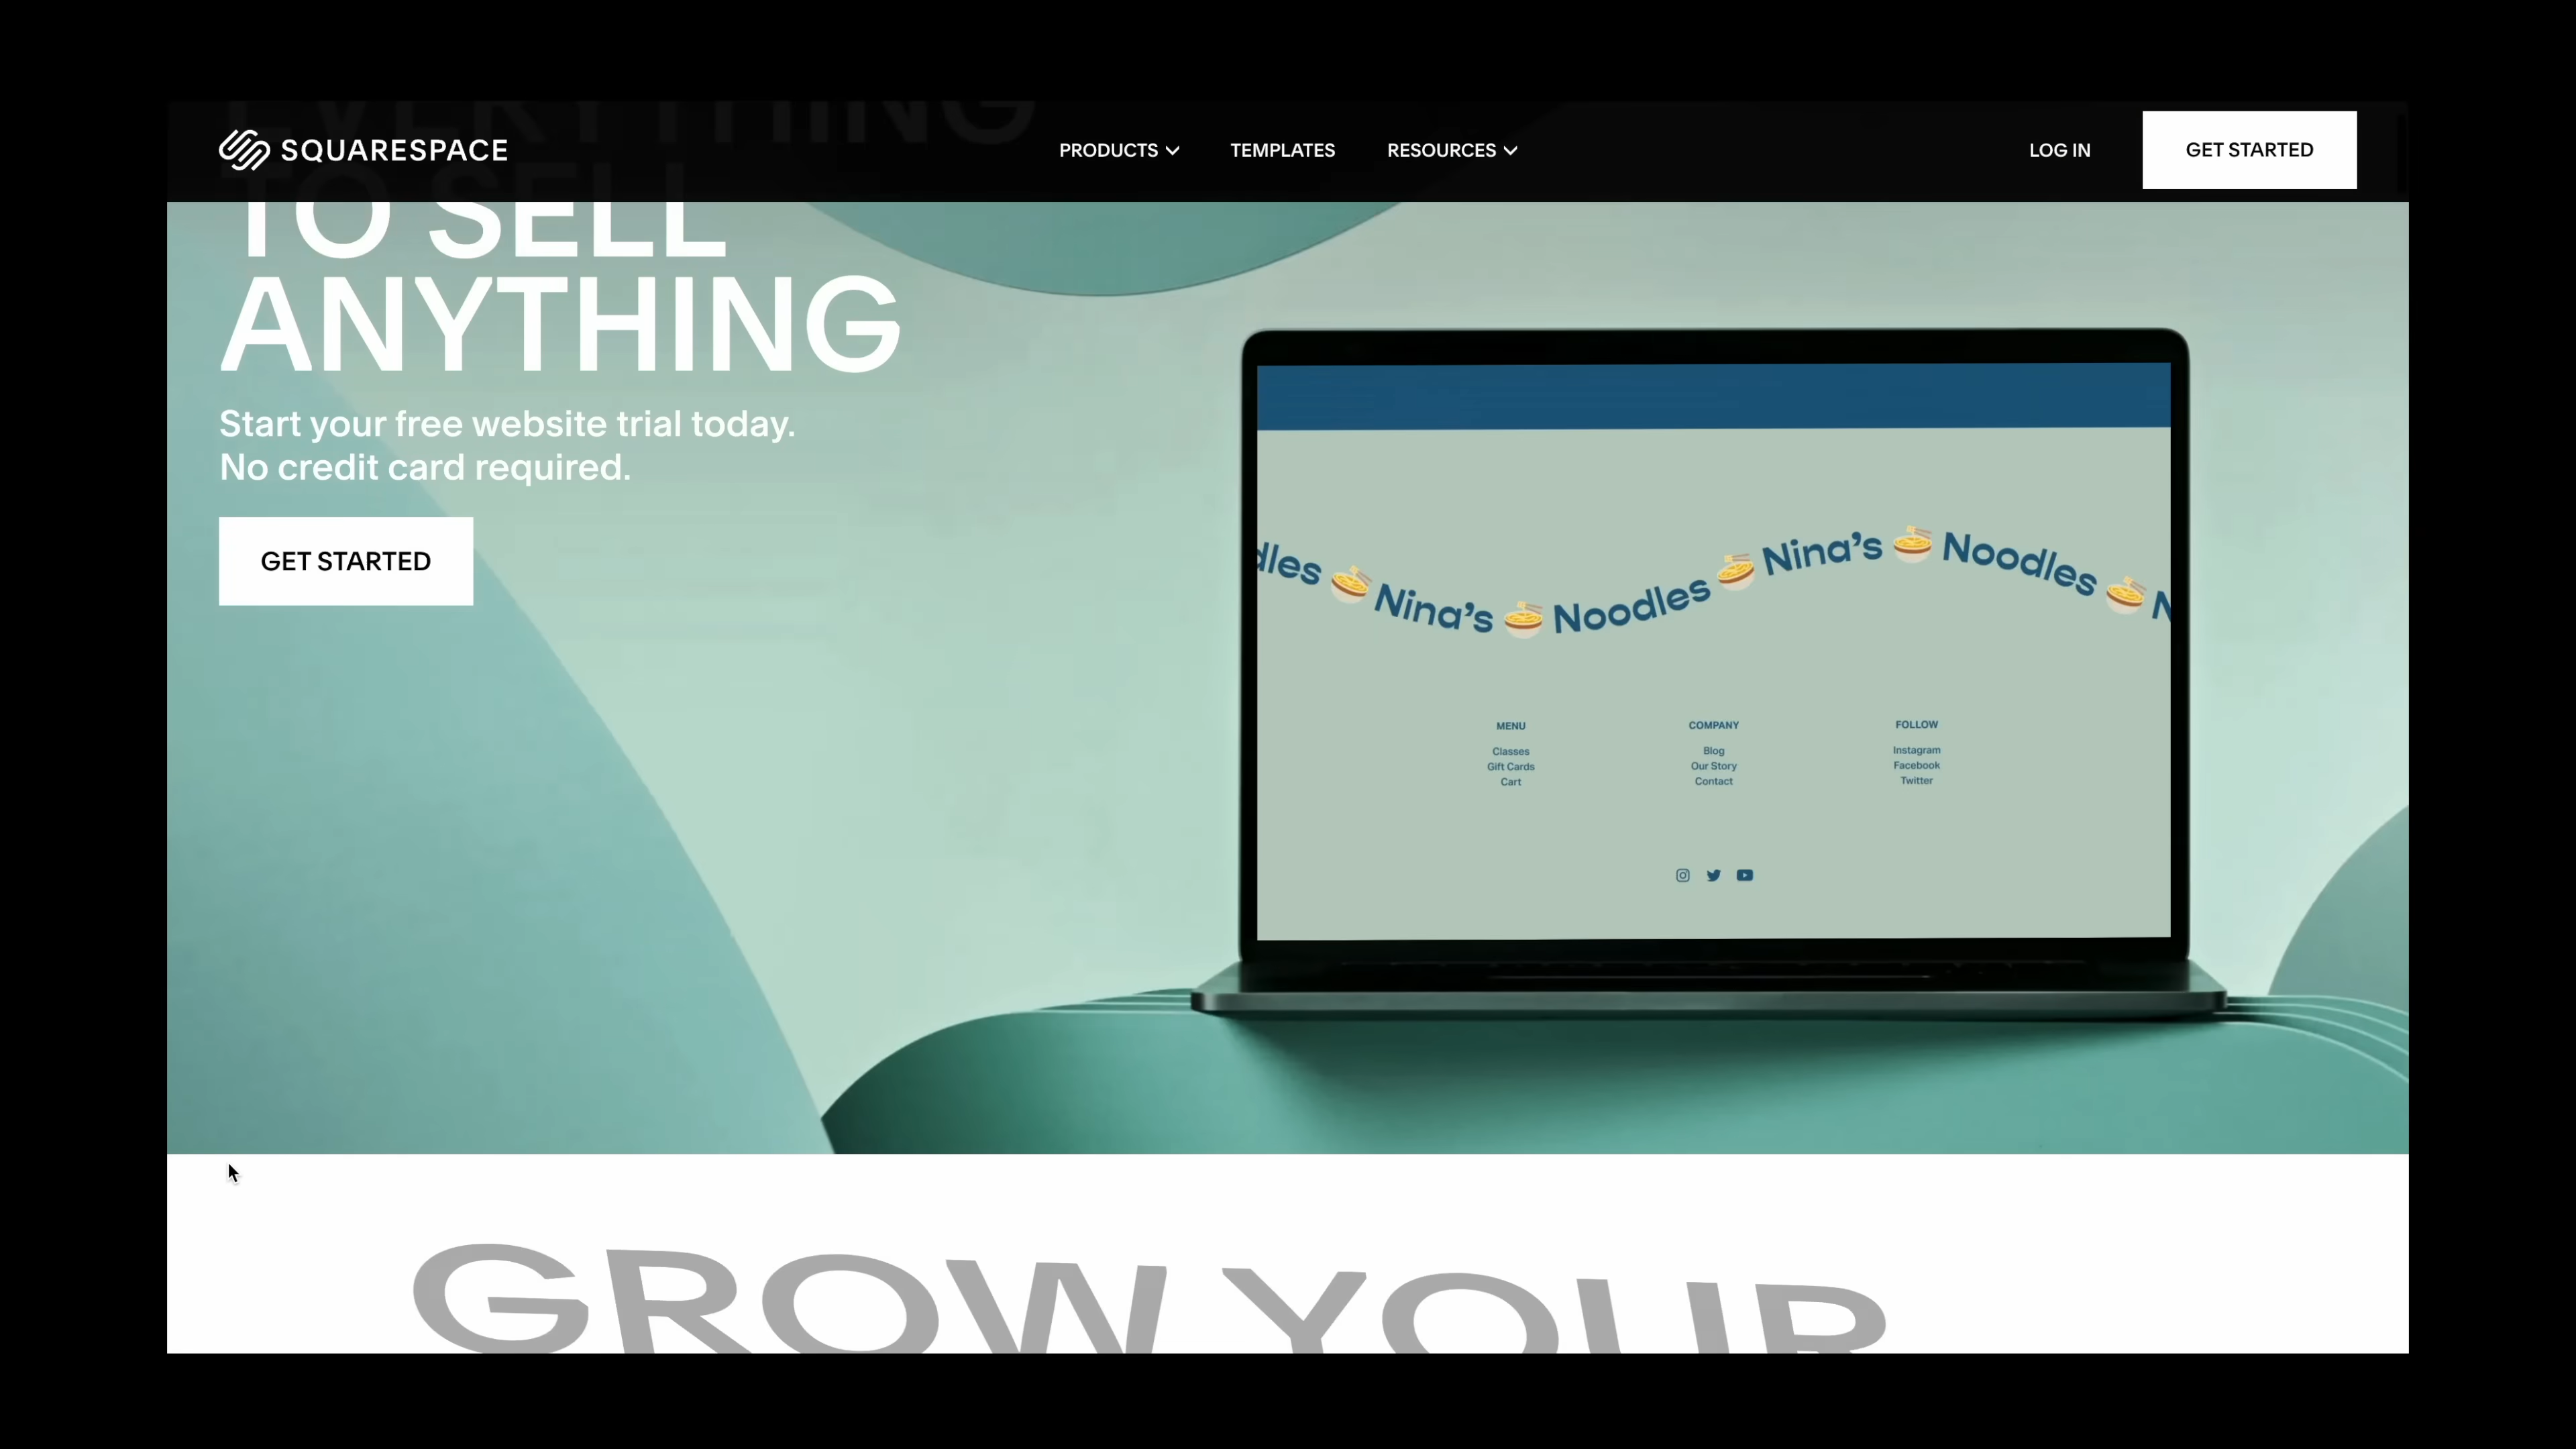 EVERYTHING
SQUARESPACE
PRODUCTS
TEMPLATES
RESOURCES
LOG IN
GET STARTED
TO SELL
ANYTHING
Start your free website trial today.
No credit card required.
GET STARTED
Nina’s 🍜 Noodles 🍜 Nina’s 🍜 Noodles
MENU
Classes
Gift Cards
Cart
COMPANY
Blog
Our Story
Contact
FOLLOW
Instagram
Facebook
Twitter
GROW YOUR